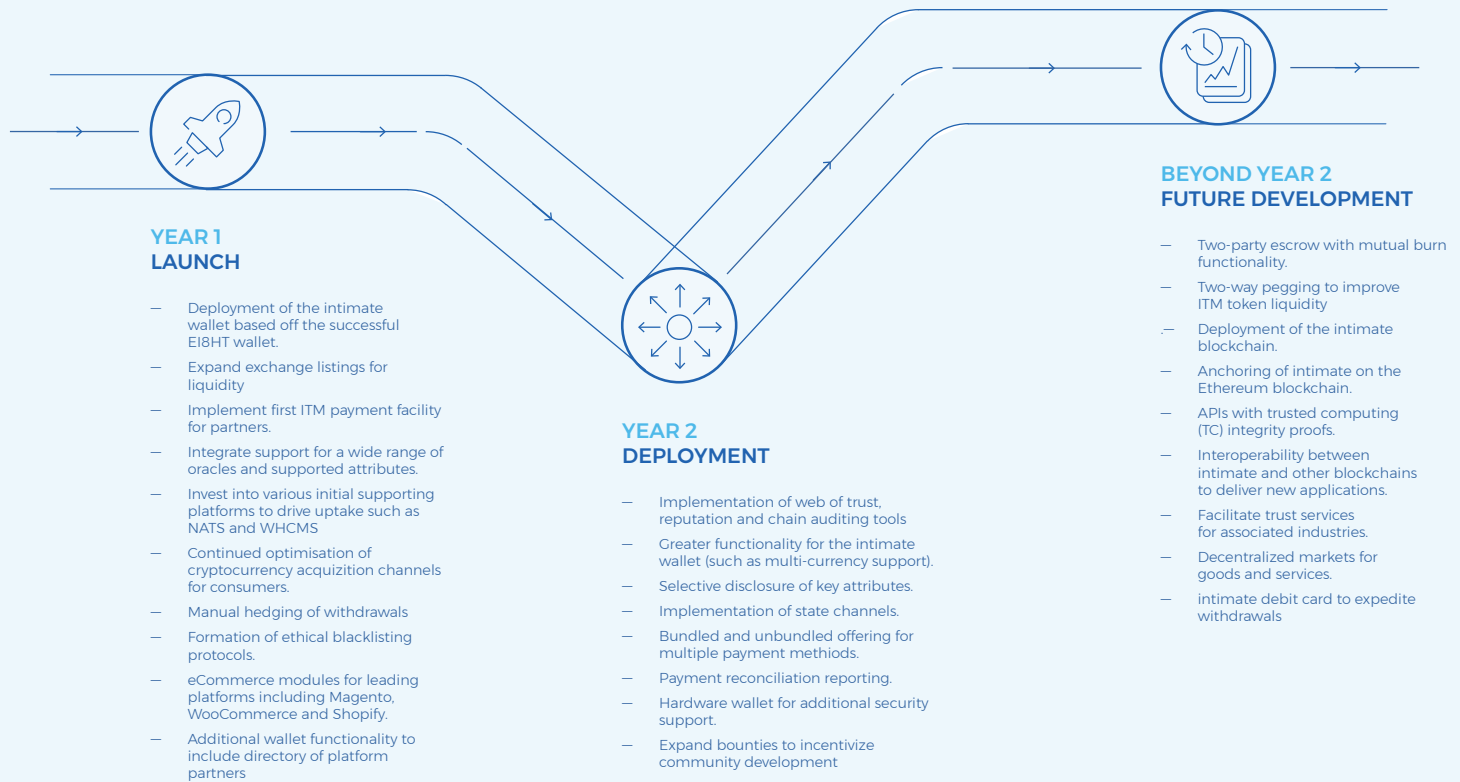 YEAR 1
LAUNCH
— Deployment of the intimate
wallet based off the successful
EI8HT wallet.
— Expand exchange listings for
liquidity
— Implement first ITM payment facility
for partners.
— Integrate support for a wide range of
oracles and supported attributes.
— Invest into various initial supporting
platforms to drive uptake such as
NATS and WHCMS
— Continued optimisation of
cryptocurrency acquizition channels
for consumers.
— Manual hedging of withdrawals
— Formation of ethical blacklisting
protocols.
— eCommerce modules for leading
platforms including Magento,
WooCommerce and Shopify.
— Additional wallet functionality to
include directory of platform
partners
YEAR 2
DEPLOYMENT
— Implementation of web of trust,
reputation and chain auditing tools
— Greater functionality for the intimate
wallet (such as multi-currency support).
— Selective disclosure of key attributes.
— Implementation of state channels.
— Bundled and unbundled offering for
multiple payment methiods.
— Payment reconciliation reporting.
— Hardware wallet for additional security
support.
— Expand bounties to incentivize
community development
BEYOND YEAR 2
FUTURE DEVELOPMENT
— Two-party escrow with mutual burn
functionality.
— Two-way pegging to improve
ITM token liquidity
.— Deployment of the intimate
blockchain.
— Anchoring of intimate on the
Ethereum blockchain.
— APIs with trusted computing
(TC) integrity proofs.
— Interoperability between
intimate and other blockchains
to deliver new applications.
— Facilitate trust services
for associated industries.
— Decentralized markets for
goods and services.
— intimate debit card to expedite
withdrawals